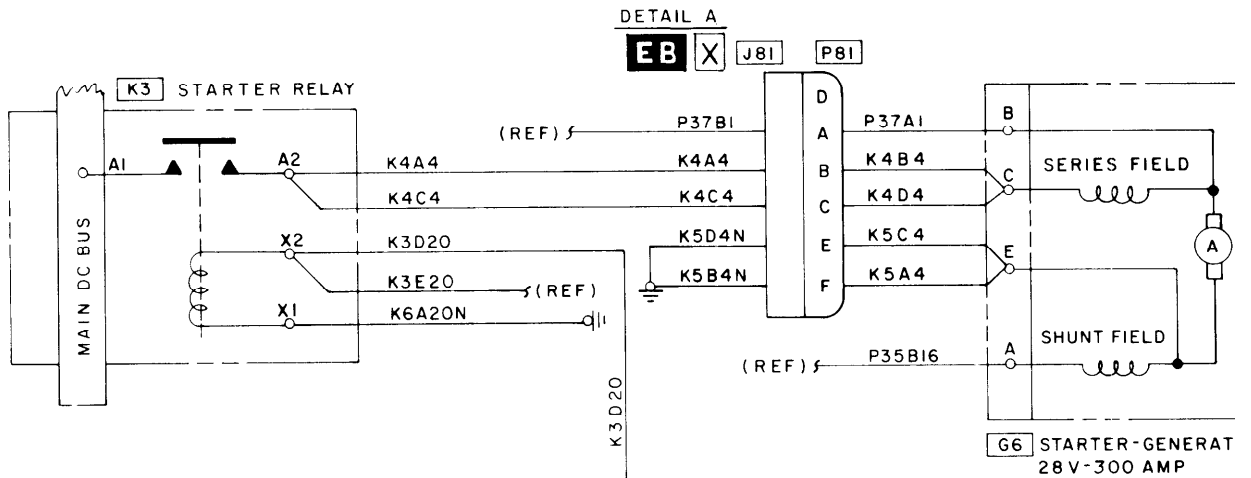 DETAIL A
EB X J81 P81
K3 STARTER RELAY
D
B
(REF) P37B1 A P37A1
A1 A2 K4A4 K4A4 B K4B4 C SERIES FIELD
K4C4 K4C4 C K4D4
MAIN DC BUS
X2 K3D20 K5D4N E K5C4 E A
K3E20 (REF) K5B4N F K5A4
X1 K6A20N
SHUNT FIELD
(REF) P35B16 A
K3D20
G6 STARTER-GENERAT
28V-300 AMP